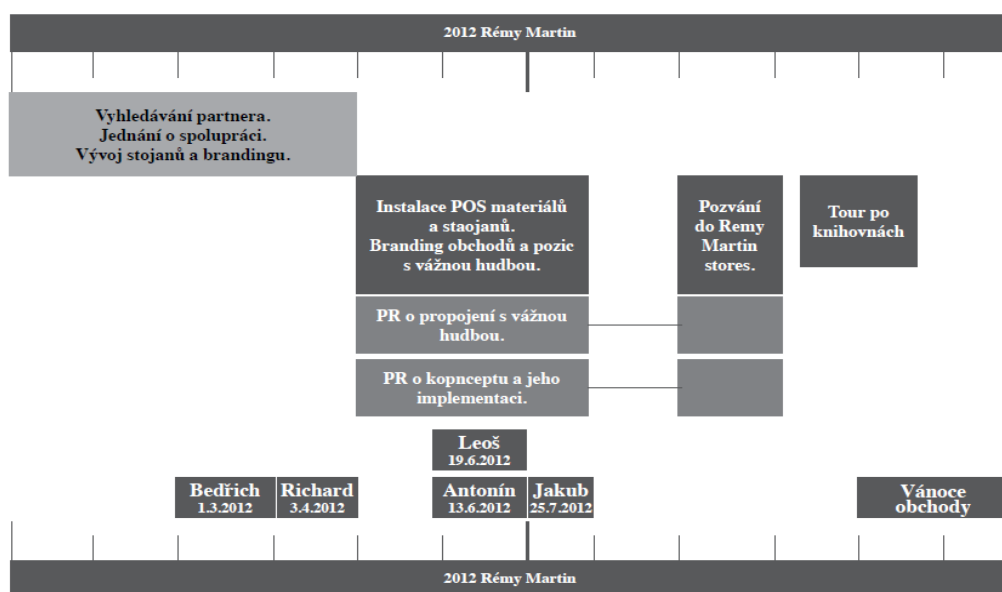 2012 Rémy Martin
Vyhledávání partnera.
Jednání o spolupráci.
Vývoj stojanů a brandingu.
Instalace POS materiálů
a staojanů.
Branding obchodů a pozic
s vážnou hudbou.
Pozvání
do Remy
Martin
stores.
Tour po
knihovnách
PR o propojení s vážnou
hudbou.
PR o kopnceptu a jeho
implementaci.
Leoš
19.6.2012
Bedřich
1.3.2012
Richard
3.4.2012
Antonín
13.6.2012
Jakub
25.7.2012
Vánoce
obchody
2012 Rémy Martin